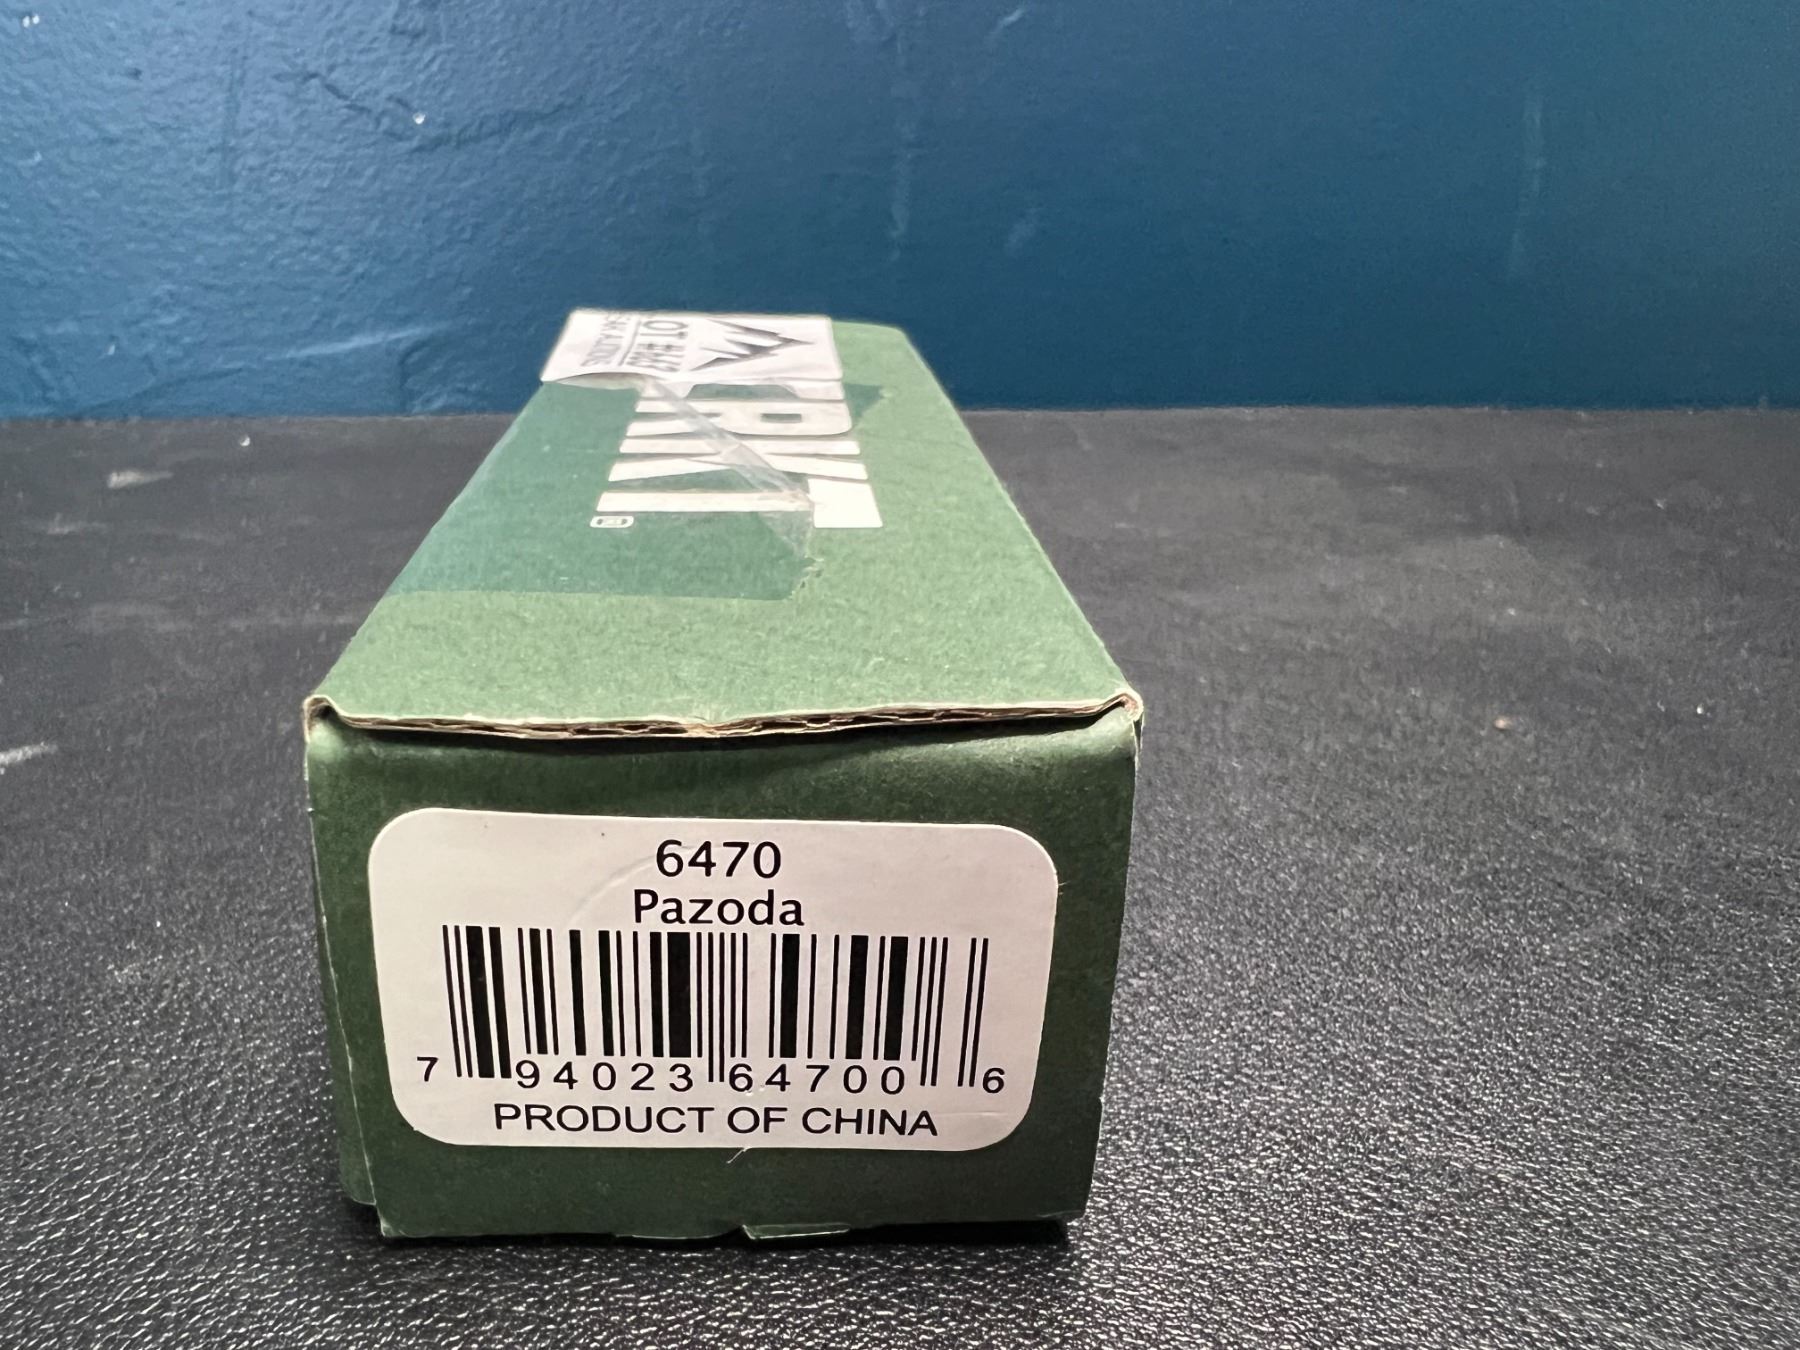 CRKT
6470
Pazoda
7 94023 64700 6
PRODUCT OF CHINA